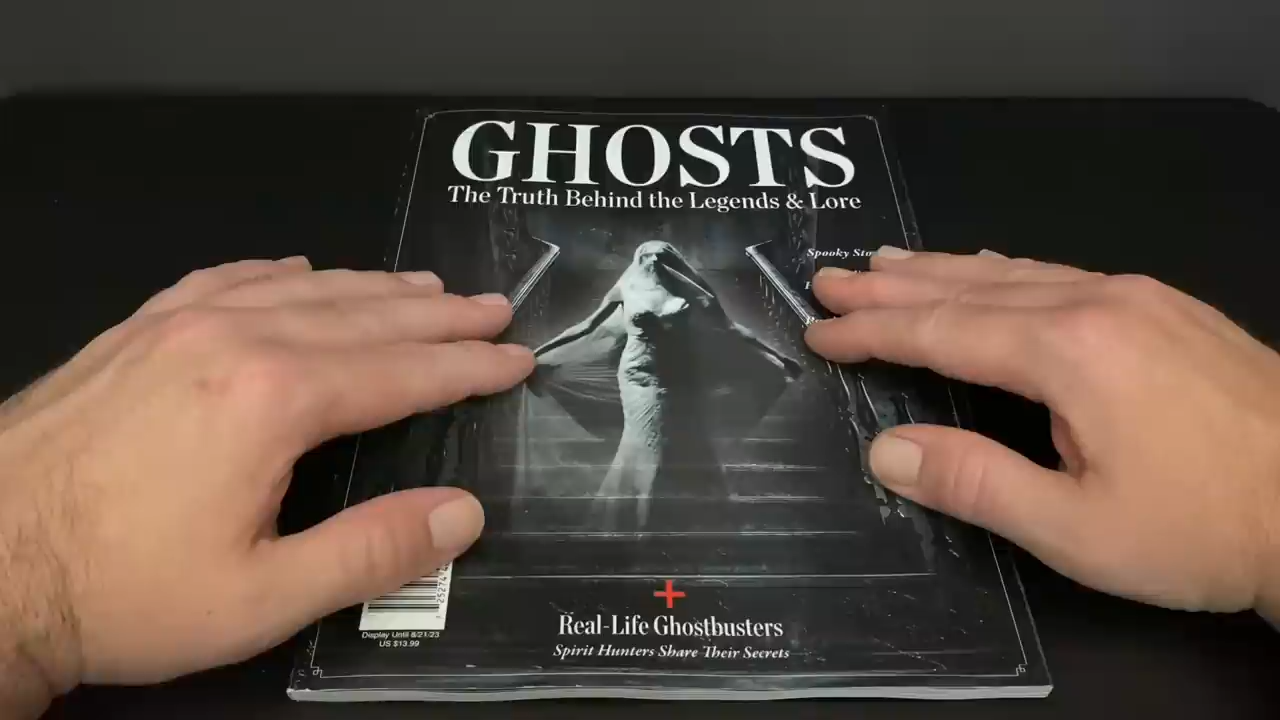 GHOSTS
The Truth Behind the Legends & Lore
Spooky
Real-Life Ghostbusters
Spirit Hunters Share Their Secrets
Display Until 8/21/23
US $13.99